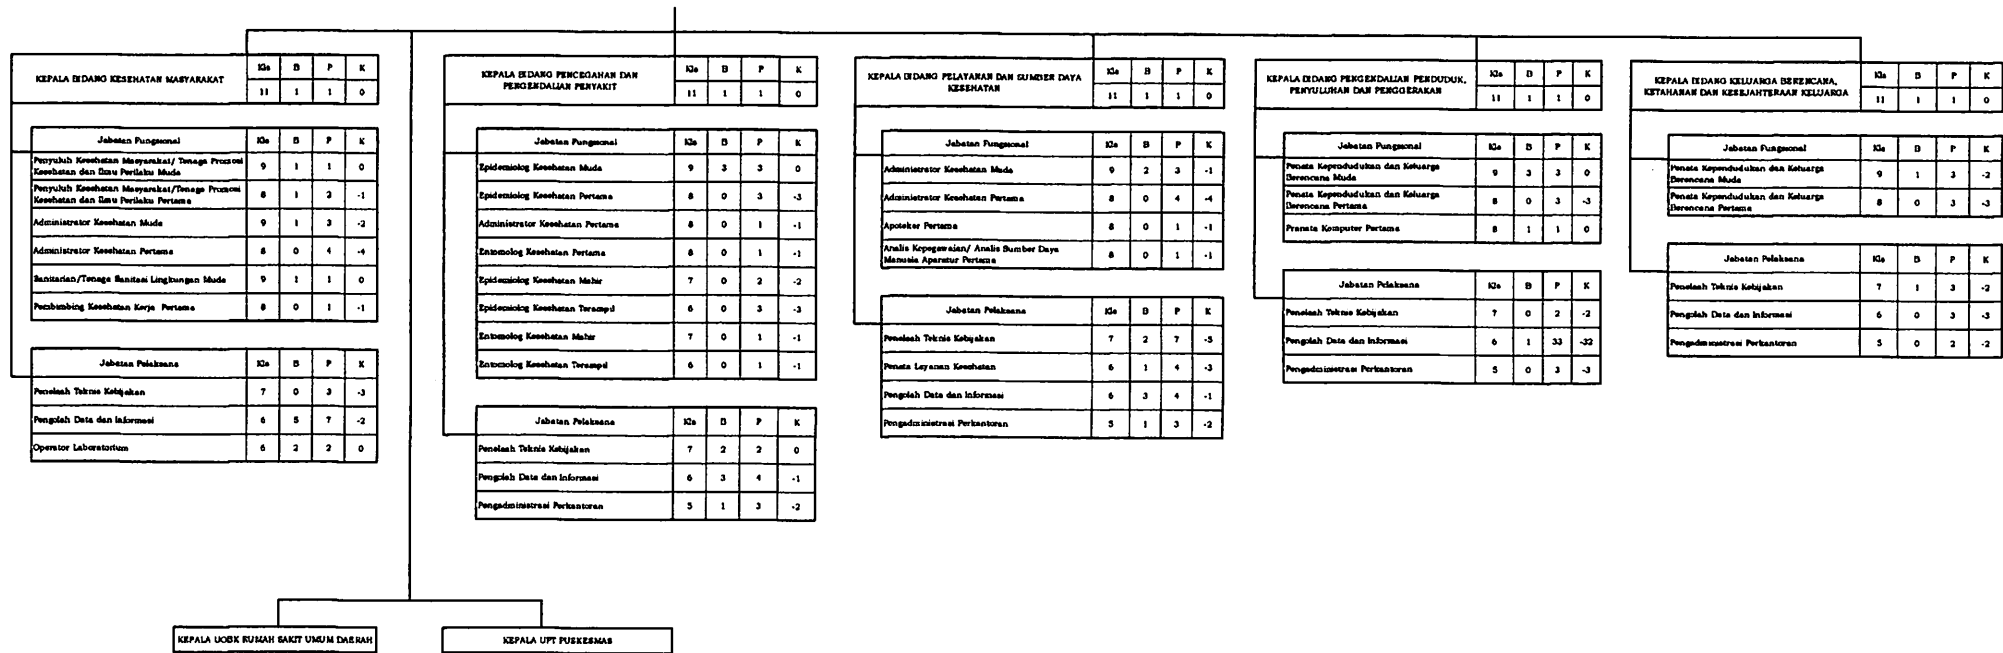 KEPALA BIDANG KESEHATAN MASYARAKAT Kls B P K
11 1 1 0
Jabatan Fungsional Kls B P K
Penyuluh Kesehatan Masyarakat/ Tenaga Promosi
Kesehatan dan Ilmu Perilaku Muda 9 1 1 0
Penyuluh Kesehatan Masyarakat/Tenaga Promosi
Kesehatan dan Ilmu Perilaku Pertama 8 1 2 -1
Administrator Kesehatan Muda 9 1 3 -2
Administrator Kesehatan Pertama 8 0 4 -4
Sanitarian/Tenaga Sanitasi Lingkungan Muda 9 1 1 0
Pembimbing Kesehatan Kerja Pertama 8 0 1 -1
Jabatan Pelaksana Kls B P K
Penelaah Teknis Kebijakan 7 0 3 -3
Pengolah Data dan Informasi 6 5 7 -2
Operator Laboratorium 6 2 2 0
KEPALA BIDANG PENCEGAHAN DAN
PENGENDALIAN PENYAKIT Kls B P K
11 1 1 0
Jabatan Fungsional Kls B P K
Epidemiolog Kesehatan Muda 9 3 3 0
Epidemiolog Kesehatan Pertama 8 0 3 -3
Administrator Kesehatan Pertama 8 0 1 -1
Entomolog Kesehatan Pertama 8 0 1 -1
Epidemiolog Kesehatan Mahir 7 0 2 -2
Epidemiolog Kesehatan Terampil 6 0 3 -3
Entomolog Kesehatan Mahir 7 0 1 -1
Entomolog Kesehatan Terampil 6 0 1 -1
Jabatan Pelaksana Kls B P K
Penelaah Teknis Kebijakan 7 2 2 0
Pengolah Data dan Informasi 6 3 4 -1
Pengadministrasi Perkantoran 5 1 3 -2
KEPALA BIDANG PELAYANAN DAN SUMBER DAYA
KESEHATAN Kls B P K
11 1 1 0
Jabatan Fungsional Kls B P K
Administrator Kesehatan Muda 9 2 3 -1
Administrator Kesehatan Pertama 8 0 4 -4
Apoteker Pertama 8 0 1 -1
Analis Kepegawaian/ Analis Sumber Daya
Manusia Aparatur Pertama 8 0 1 -1
Jabatan Pelaksana Kls B P K
Penelaah Teknis Kebijakan 7 2 7 -5
Penata Layanan Kesehatan 6 1 4 -3
Pengolah Data dan Informasi 6 3 4 -1
Pengadministrasi Perkantoran 5 1 3 -2
KEPALA BIDANG PENGENDALIAN PENDUDUK,
PENYULUHAN DAN PENGGERAKAN Kls B P K
11 1 1 0
Jabatan Fungsional Kls B P K
Penata Kependudukan dan Keluarga
Berencana Muda 9 3 3 0
Penata Kependudukan dan Keluarga
Berencana Pertama 8 0 3 -3
Pranata Komputer Pertama 8 1 1 0
Jabatan Pelaksana Kls B P K
Penelaah Teknis Kebijakan 7 0 2 -2
Pengolah Data dan Informasi 6 1 33 -32
Pengadministrasi Perkantoran 5 0 3 -3
KEPALA BIDANG KELUARGA BERENCANA,
KETAHANAN DAN KESEJAHTERAAN KELUARGA Kls B P K
11 1 1 0
Jabatan Fungsional Kls B P K
Penata Kependudukan dan Keluarga
Berencana Muda 9 1 3 -2
Penata Kependudukan dan Keluarga
Berencana Pertama 8 0 3 -3
Jabatan Pelaksana Kls B P K
Penelaah Teknis Kebijakan 7 1 3 -2
Pengolah Data dan Informasi 6 0 3 -3
Pengadministrasi Perkantoran 5 0 2 -2
KEPALA UOBK RUMAH SAKIT UMUM DAERAH
KEPALA UPT PUSKESMAS